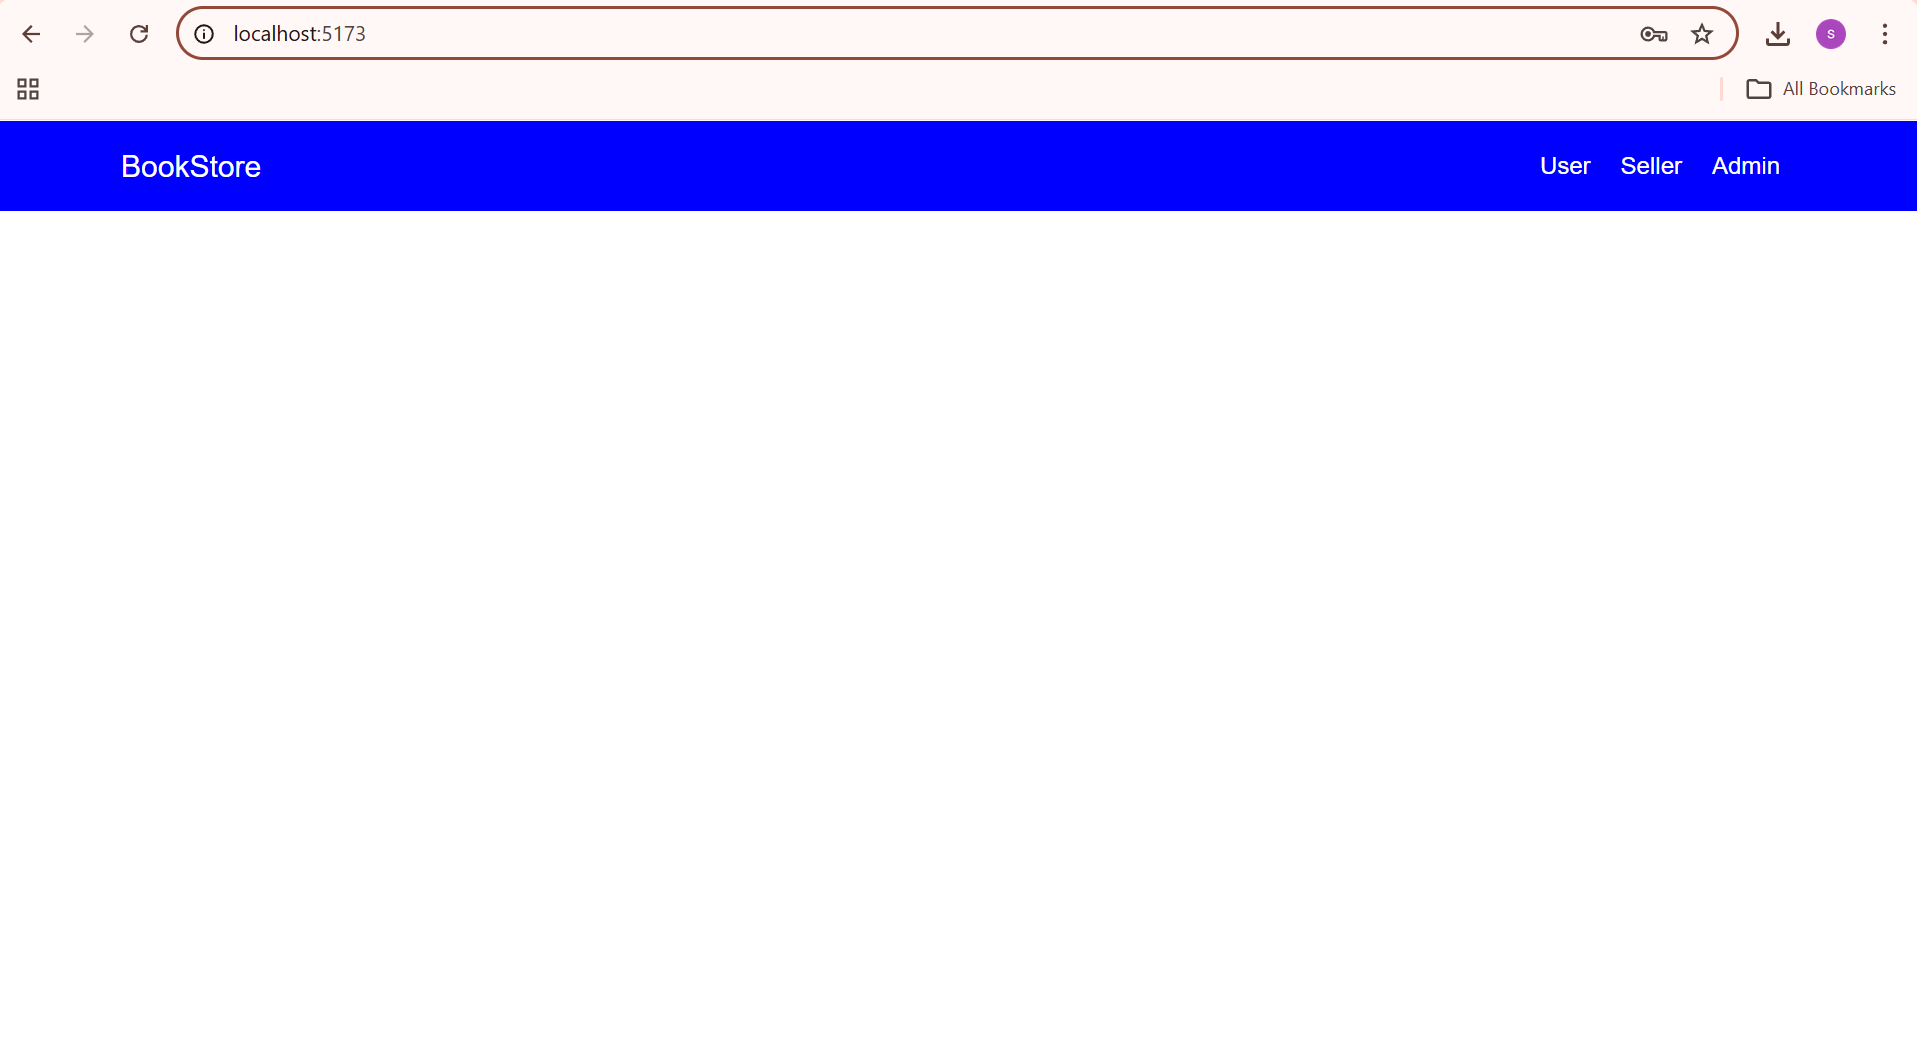 localhost:5173
S
All Bookmarks
BookStore
User Seller Admin